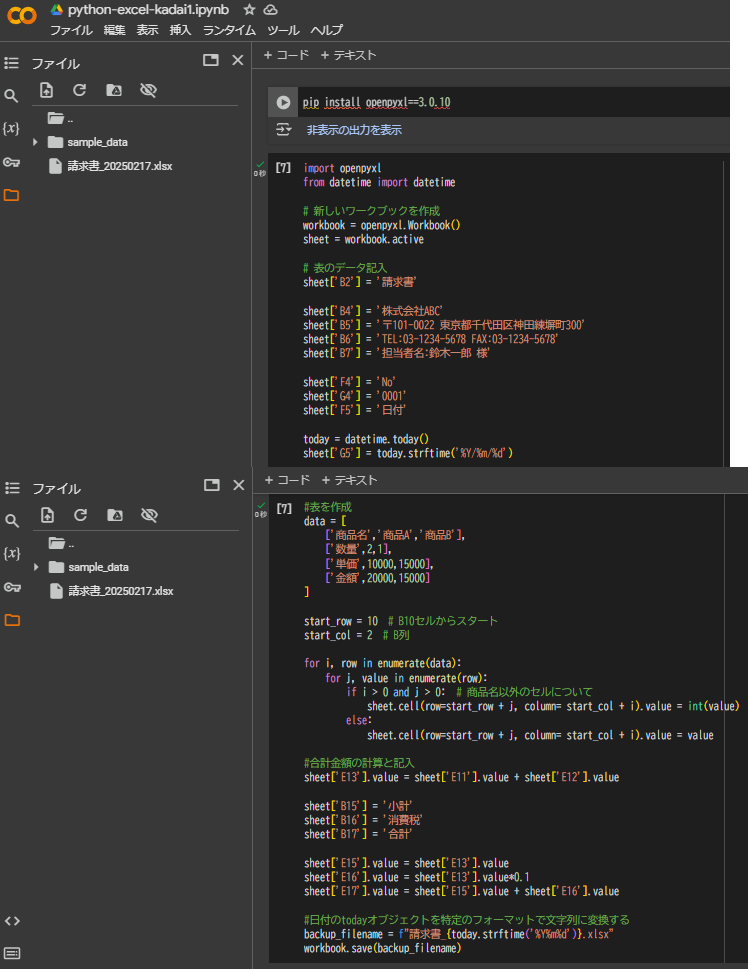 python-excel-kadai1.ipynb
ファイル 編集 表示 挿入 ランタイム ツール ヘルプ
ファイル
+ コード + テキスト
..
sample_data
請求書_20250217.xlsx
{x}
pip install openpyxl==3.0.10
非表示の出力を表示
0秒
[7]
import openpyxl
from datetime import datetime
# 新しいワークブックを作成
workbook = openpyxl.Workbook()
sheet = workbook.active
# 表のデータ記入
sheet['B2'] = '請求書'
sheet['B4'] = '株式会社ABC'
sheet['B5'] = '〒101-0022 東京都千代田区神田練塀町300'
sheet['B6'] = 'TEL:03-1234-5678 FAX:03-1234-5678'
sheet['B7'] = '担当者名:鈴木一郎 様'
sheet['F4'] = 'No'
sheet['G4'] = '0001'
sheet['F5'] = '日付'
today = datetime.today()
sheet['G5'] = today.strftime('%Y/%m/%d')
ファイル
+ コード + テキスト
..
sample_data
請求書_20250217.xlsx
{x}
0秒
[7]
#表を作成
data = [
['商品名','商品A','商品B'],
['数量',2,1],
['単価',10000,15000],
['金額',20000,15000]
]
start_row = 10 # B10セルからスタート
start_col = 2 # B列
for i, row in enumerate(data):
for j, value in enumerate(row):
if i > 0 and j > 0: # 商品名以外のセルについて
sheet.cell(row=start_row + j, column= start_col + i).value = int(value)
else:
sheet.cell(row=start_row + j, column= start_col + i).value = value
#合計金額の計算と記入
sheet['E13'].value = sheet['E11'].value + sheet['E12'].value
sheet['B15'] = '小計'
sheet['B16'] = '消費税'
sheet['B17'] = '合計'
sheet['E15'].value = sheet['E13'].value
sheet['E16'].value = sheet['E13'].value*0.1
sheet['E17'].value = sheet['E15'].value + sheet['E16'].value
#日付のtodayオブジェクトを特定のフォーマットで文字列に変換する
backup_filename = f"請求書_{today.strftime('%Y%m%d')}.xlsx"
workbook.save(backup_filename)